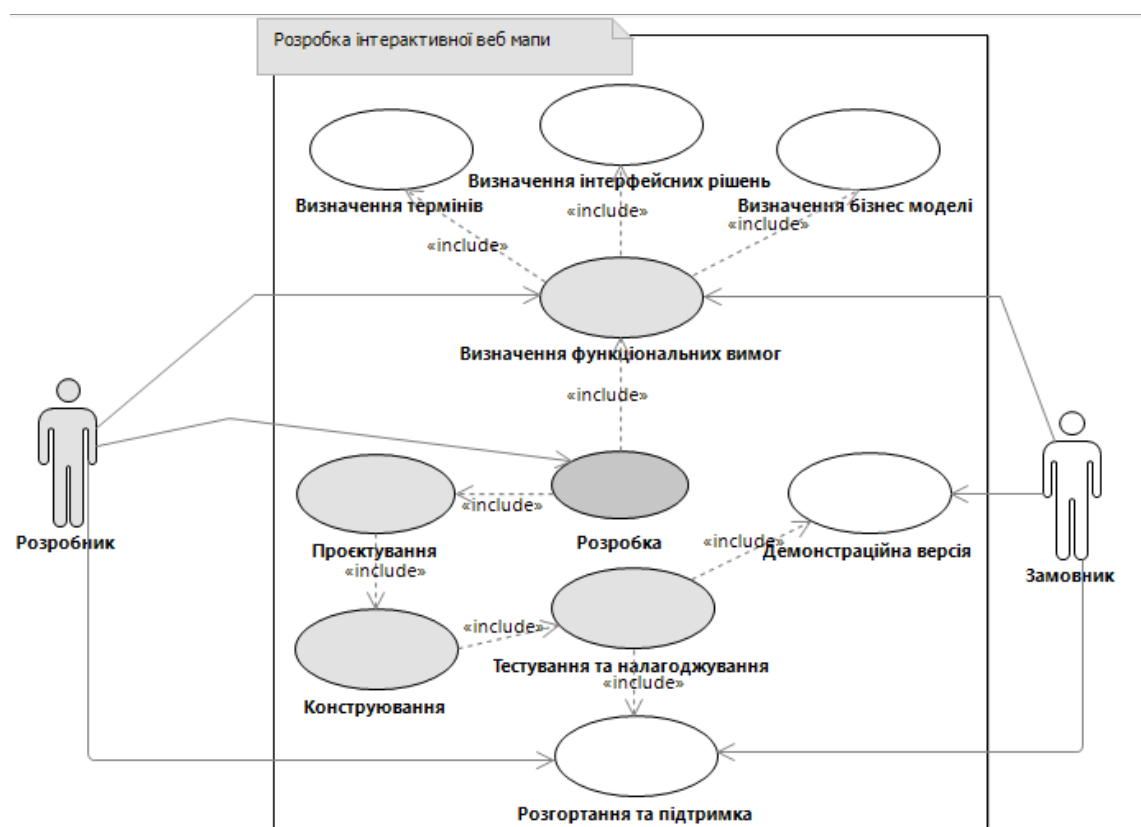 Розробка інтерактивної веб мапи
Визначення інтерфейсних рішень
Визначення термінів
Визначення бізнес моделі
«include»
«include»
«include»
Визначення функціональних вимог
«include»
«include»
«include»
Розробник
Проєктування
Розробка
Демонстраційна версія
Замовник
«include»
«include»
Тестування та налагоджування
«include»
Конструювання
Розгортання та підтримка